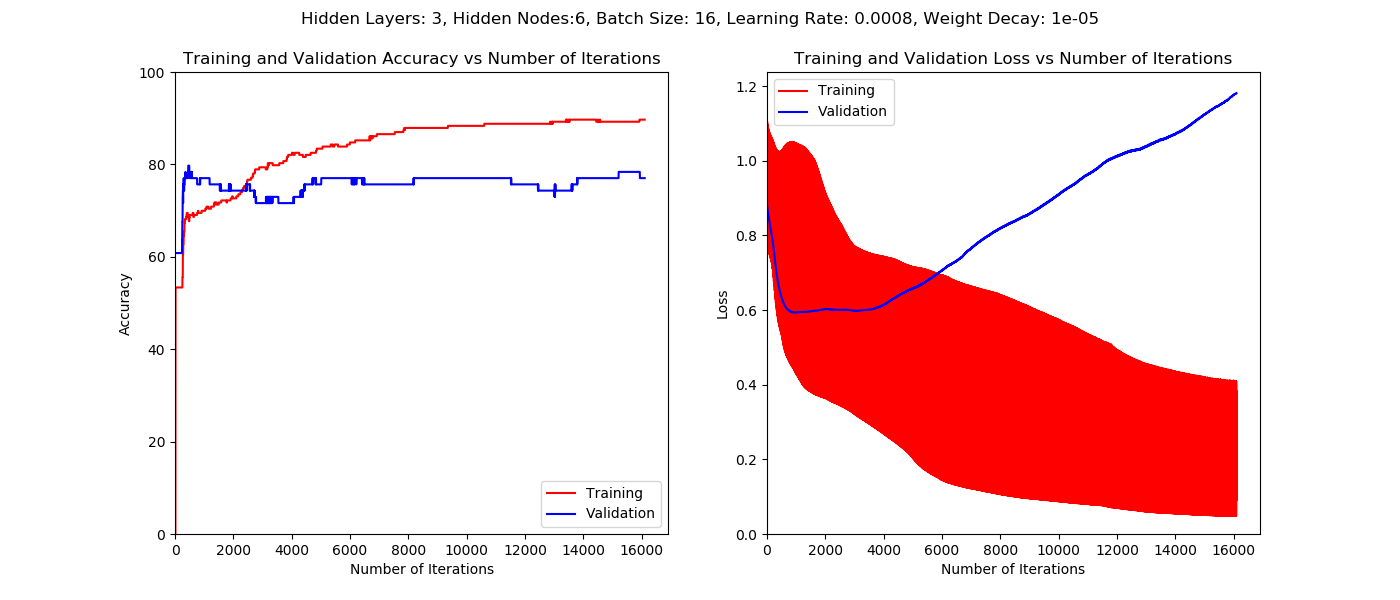 Hidden Layers: 3, Hidden Nodes:6, Batch Size: 16, Learning Rate: 0.0008, Weight Decay: 1e-05
Training and Validation Accuracy vs Number of Iterations
100
80
60
40
20
0
Accuracy
0 2000 4000 6000 8000 10000 12000 14000 16000
Number of Iterations
Training
Validation
Training and Validation Loss vs Number of Iterations
Training
Validation
1.2
1.0
0.8
0.6
0.4
0.2
0.0
Loss
0 2000 4000 6000 8000 10000 12000 14000 16000
Number of Iterations